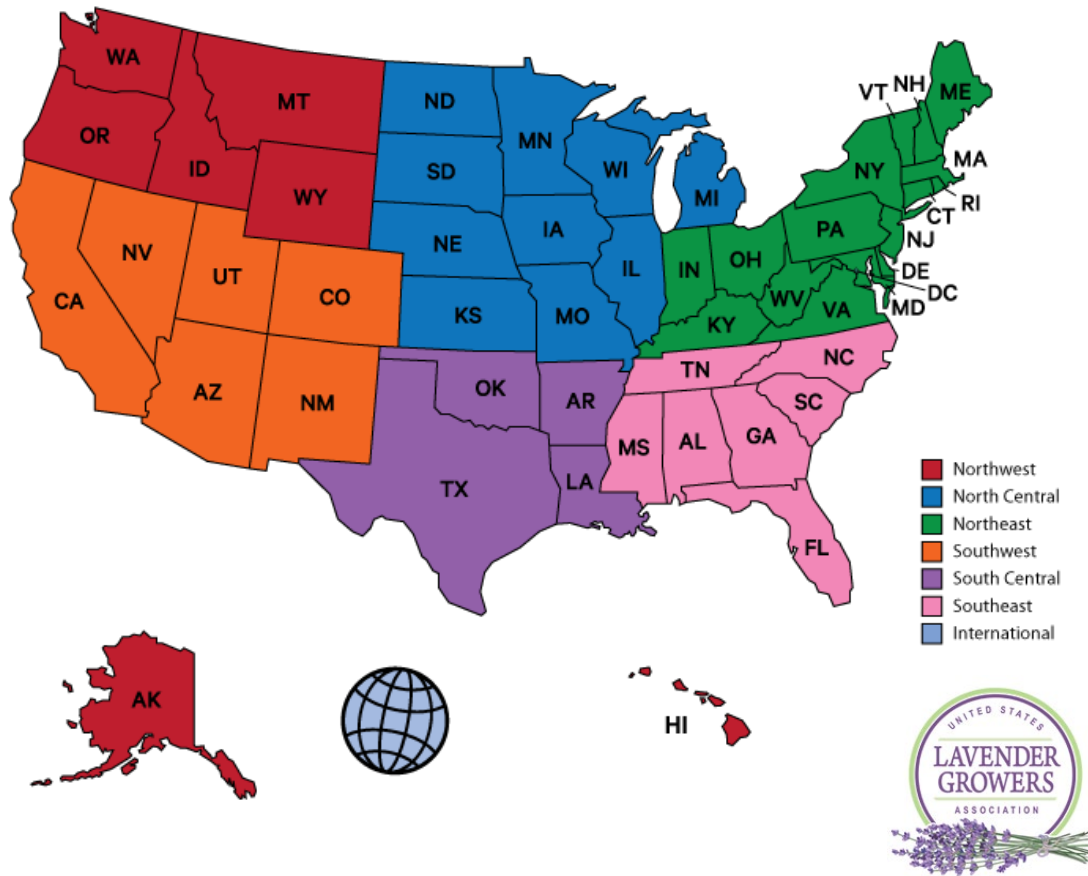 WA
MT
ND
MN
OR
ID
WY
SD
WI
MI
VT
NH
ME
NY
MA
RI
CT
NJ
PA
DE
DC
MD
NV
UT
CO
CA
NE
IA
IL
IN
OH
WV
VA
KY
KS
MO
AZ
NM
OK
AR
TN
NC
SC
MS
AL
GA
TX
LA
FL
Northwest
North Central
Northeast
Southwest
South Central
Southeast
International
AK
HI
UNITED STATES
LAVENDER
GROWERS
ASSOCIATION